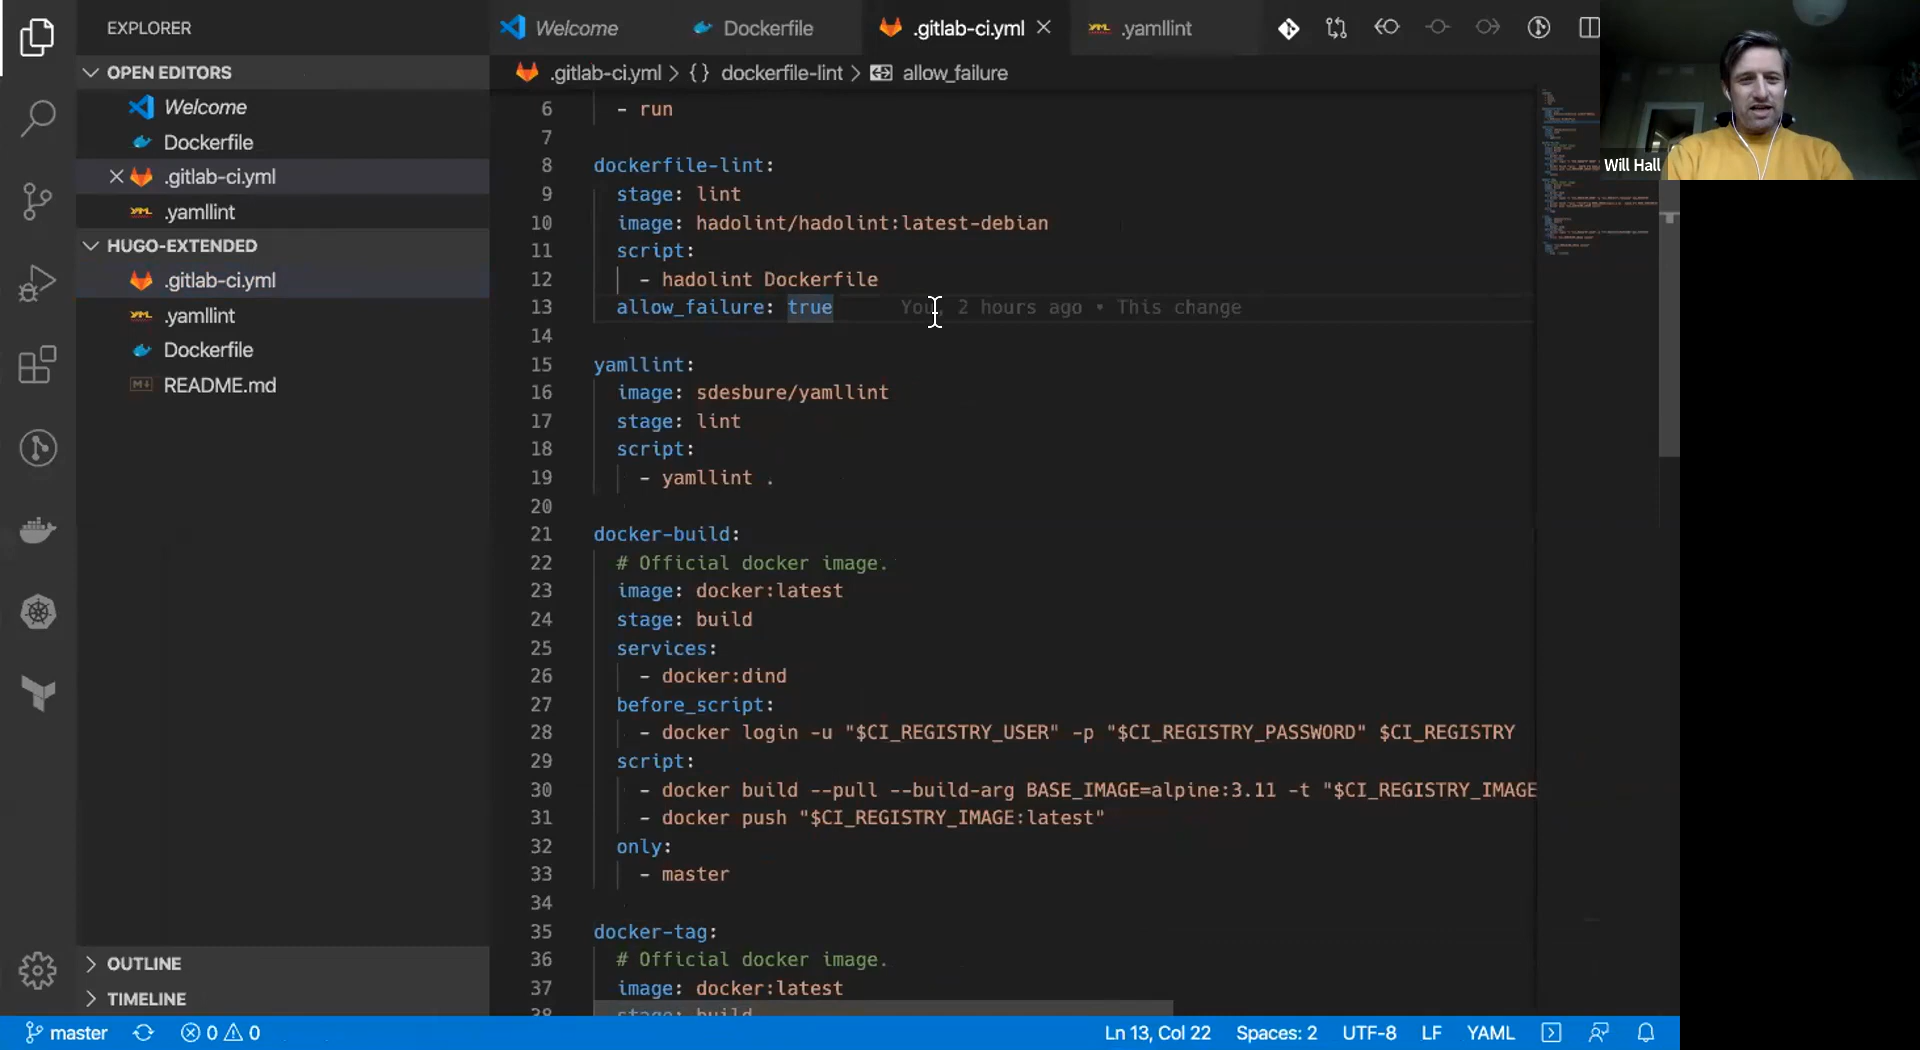 EXPLORER
Welcome
Dockerfile
.gitlab-ci.yml
.yamllint
OPEN EDITORS
.gitlab-ci.yml > {} dockerfile-lint > allow_failure
Welcome
Dockerfile
.gitlab-ci.yml
.yamllint
HUGO-EXTENDED
.gitlab-ci.yml
.yamllint
Dockerfile
README.md
OUTLINE
TIMELINE
6 - run
7
8 dockerfile-lint:
9 stage: lint
10 image: hadolint/hadolint:latest-debian
11 script:
12 - hadolint Dockerfile
13 allow_failure: true You, 2 hours ago • This change
14
15 yamllint:
16 image: sdesbure/yamllint
17 stage: lint
18 script:
19 - yamllint .
20
21 docker-build:
22 # Official docker image.
23 image: docker:latest
24 stage: build
25 services:
26 - docker:dind
27 before_script:
28 - docker login -u "$CI_REGISTRY_USER" -p "$CI_REGISTRY_PASSWORD" $CI_REGISTRY
29 script:
30 - docker build --pull --build-arg BASE_IMAGE=alpine:3.11 -t "$CI_REGISTRY_IMAGE
31 - docker push "$CI_REGISTRY_IMAGE:latest"
32 only:
33 - master
34
35 docker-tag:
36 # Official docker image.
37 image: docker:latest
38 stage: build
Will Hall
master 0 0
Ln 13, Col 22 Spaces: 2 UTF-8 LF YAML